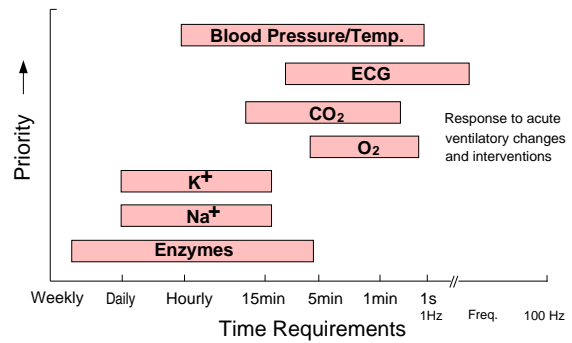 Blood Pressure/Temp.
ECG
CO₂
O₂
Response to acute
ventilatory changes
and interventions
K⁺
Na⁺
Enzymes
Priority
Weekly Daily Hourly 15min 5min 1min 1s
1Hz Freq. 100 Hz
Time Requirements